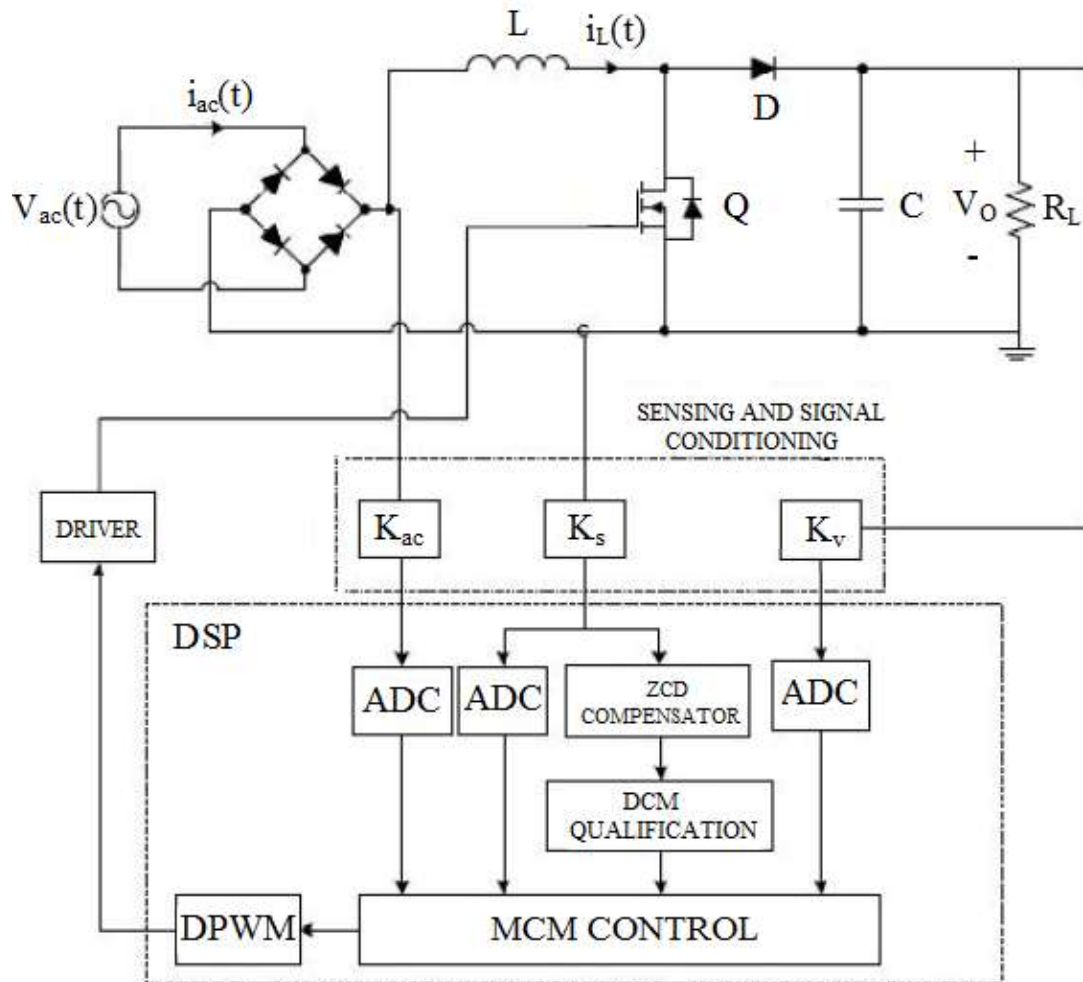 L
i_L(t)
i_ac(t)
D
V_ac(t)
Q
C
+
V_O
-
R_L
SENSING AND SIGNAL
CONDITIONING
DRIVER
K_ac
K_s
K_v
DSP
ADC
ADC
ZCD
COMPENSATOR
ADC
DCM
QUALIFICATION
DPWM
MCM CONTROL